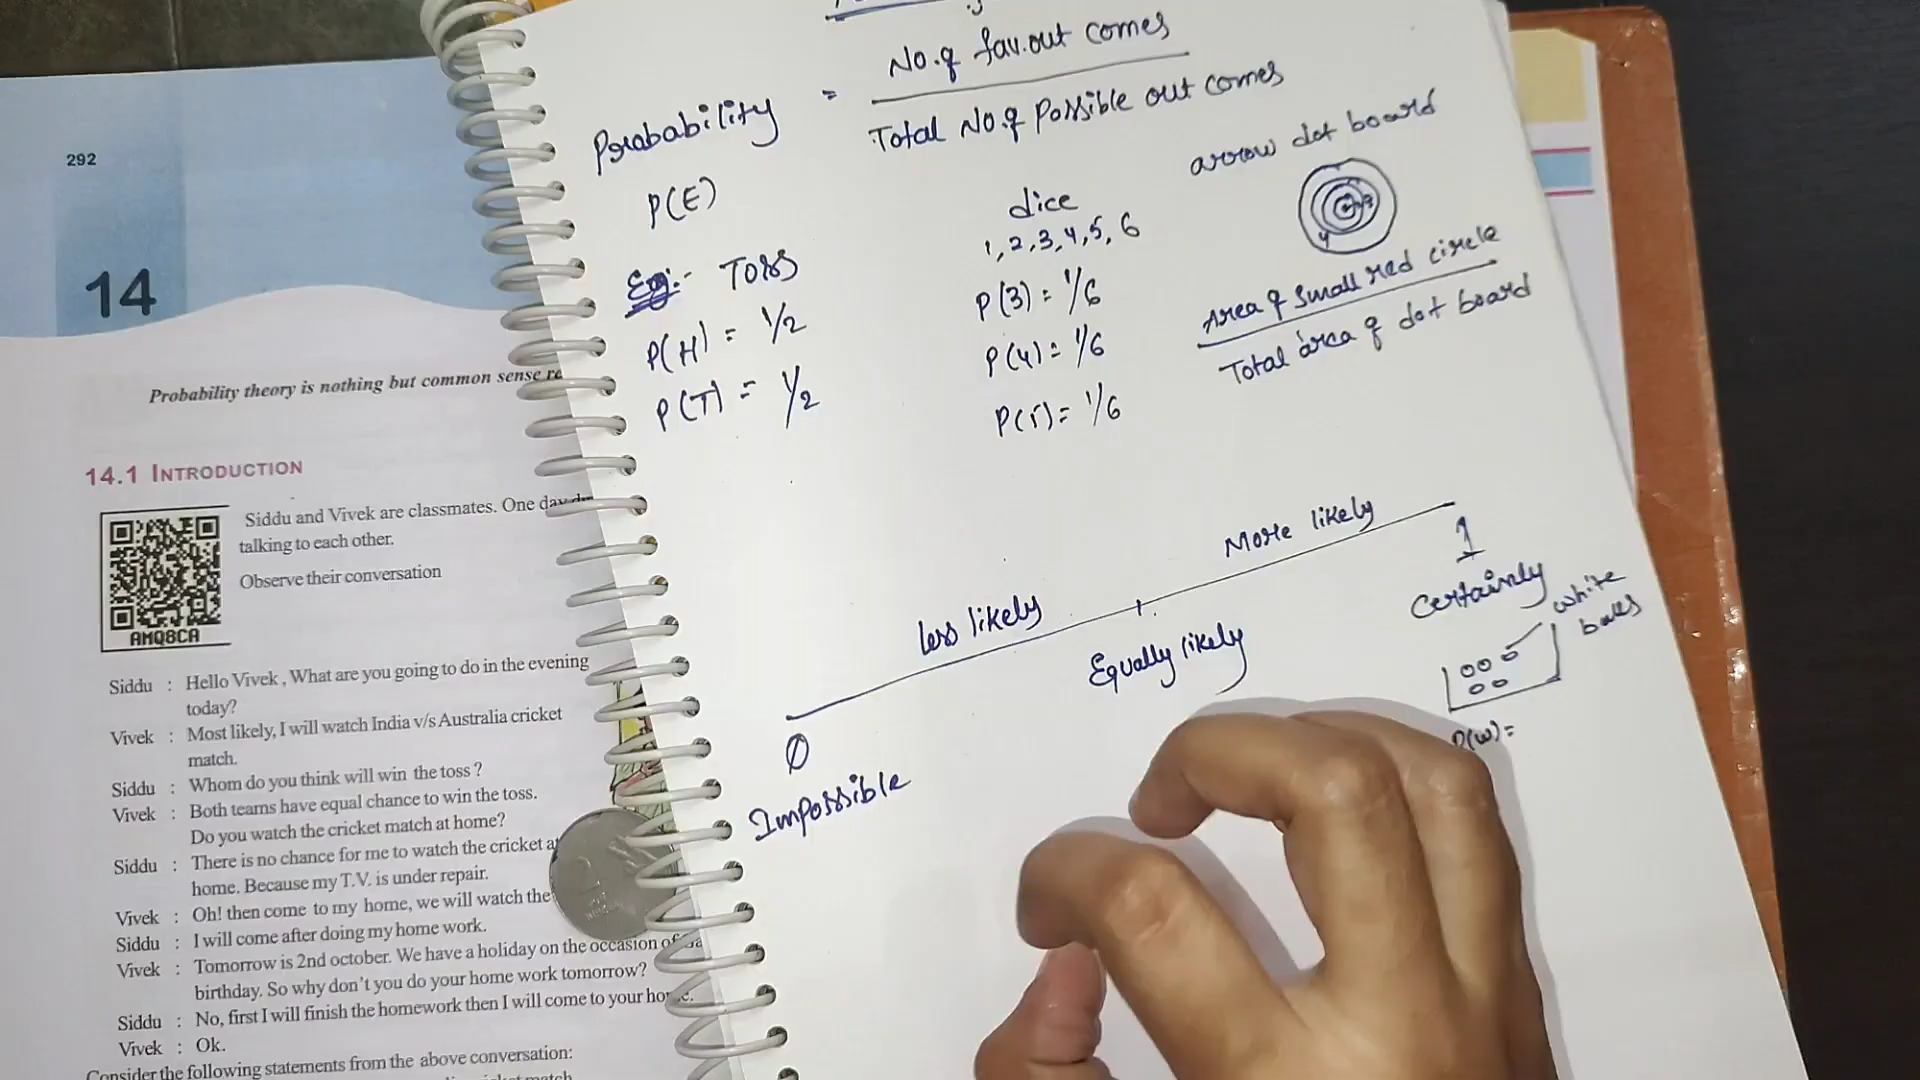 292
14
Probability theory is nothing but common sense
14.1 INTRODUCTION
Siddu and Vivek are classmates. One day
talking to each other.
Observe their conversation
AMQ8CA
Siddu : Hello Vivek , What are you going to do in the evening
today?
Vivek : Most likely, I will watch India v/s Australia cricket
match.
Siddu : Whom do you think will win the toss ?
Vivek : Both teams have equal chance to win the toss.
Do you watch the cricket match at home?
Siddu : There is no chance for me to watch the cricket at
home. Because my T.V. is under repair.
Vivek : Oh! then come to my home, we will watch the
Siddu : I will come after doing my home work.
Vivek : Tomorrow is 2nd october. We have a holiday on the occasion of
birthday. So why don't you do your home work tomorrow?
Siddu : No, first I will finish the homework then I will come to your
Vivek : Ok.
Consider the following statements from the above conversation:
match
Probability = No.of fav.out comes
Total No.of Possible out comes
P(E)
Eg:- Toss
P(H) = 1/2
P(T) = 1/2
dice
1,2,3,4,5,6
P(3) = 1/6
P(4) = 1/6
P(5) = 1/6
arrow dot board
4
Area of small red circle
Total area of dot board
less likely
More likely
Equally likely
0
Impossible
1
Certainly
white
P(W) =